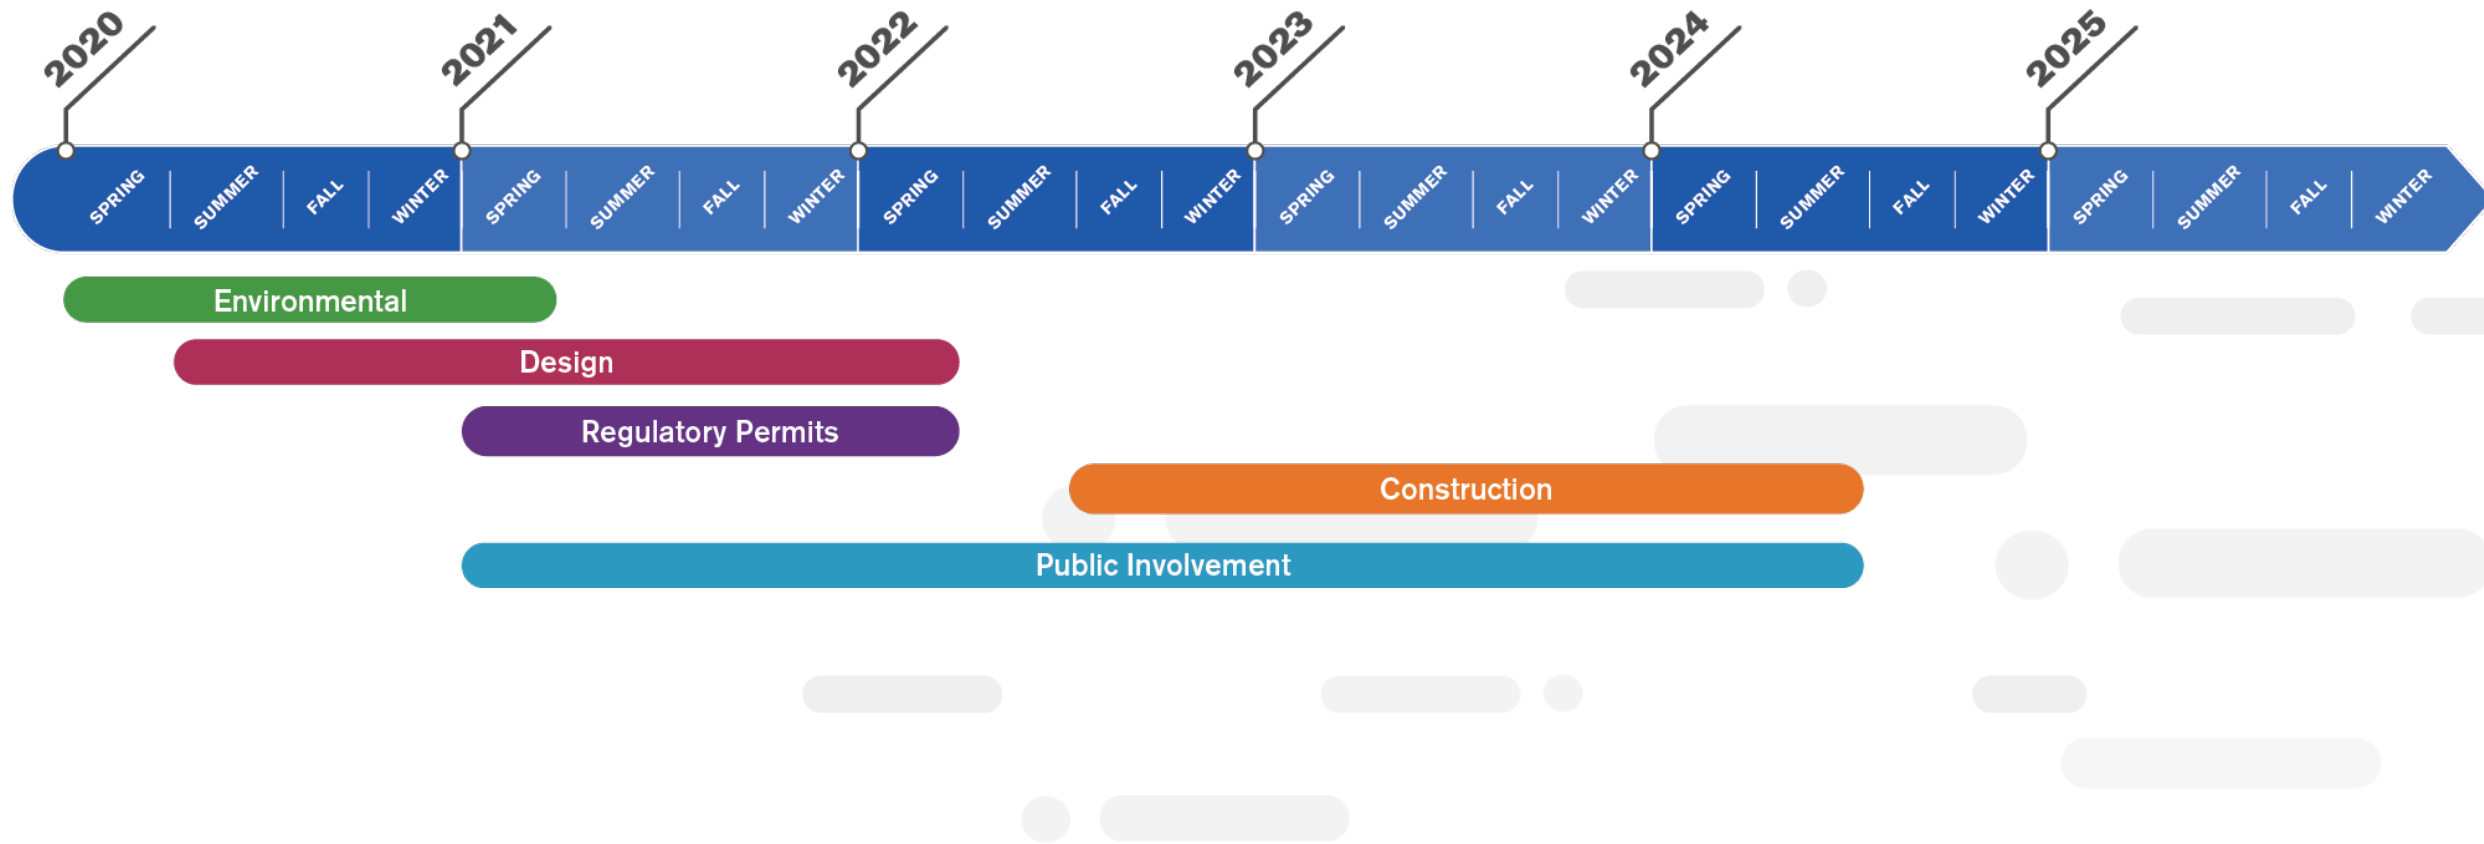 2020
2021
2022
2023
2024
2025
SPRING SUMMER FALL WINTER SPRING SUMMER FALL WINTER SPRING SUMMER FALL WINTER SPRING SUMMER FALL WINTER SPRING SUMMER FALL WINTER SPRING SUMMER FALL WINTER
Environmental
Design
Regulatory Permits
Construction
Public Involvement